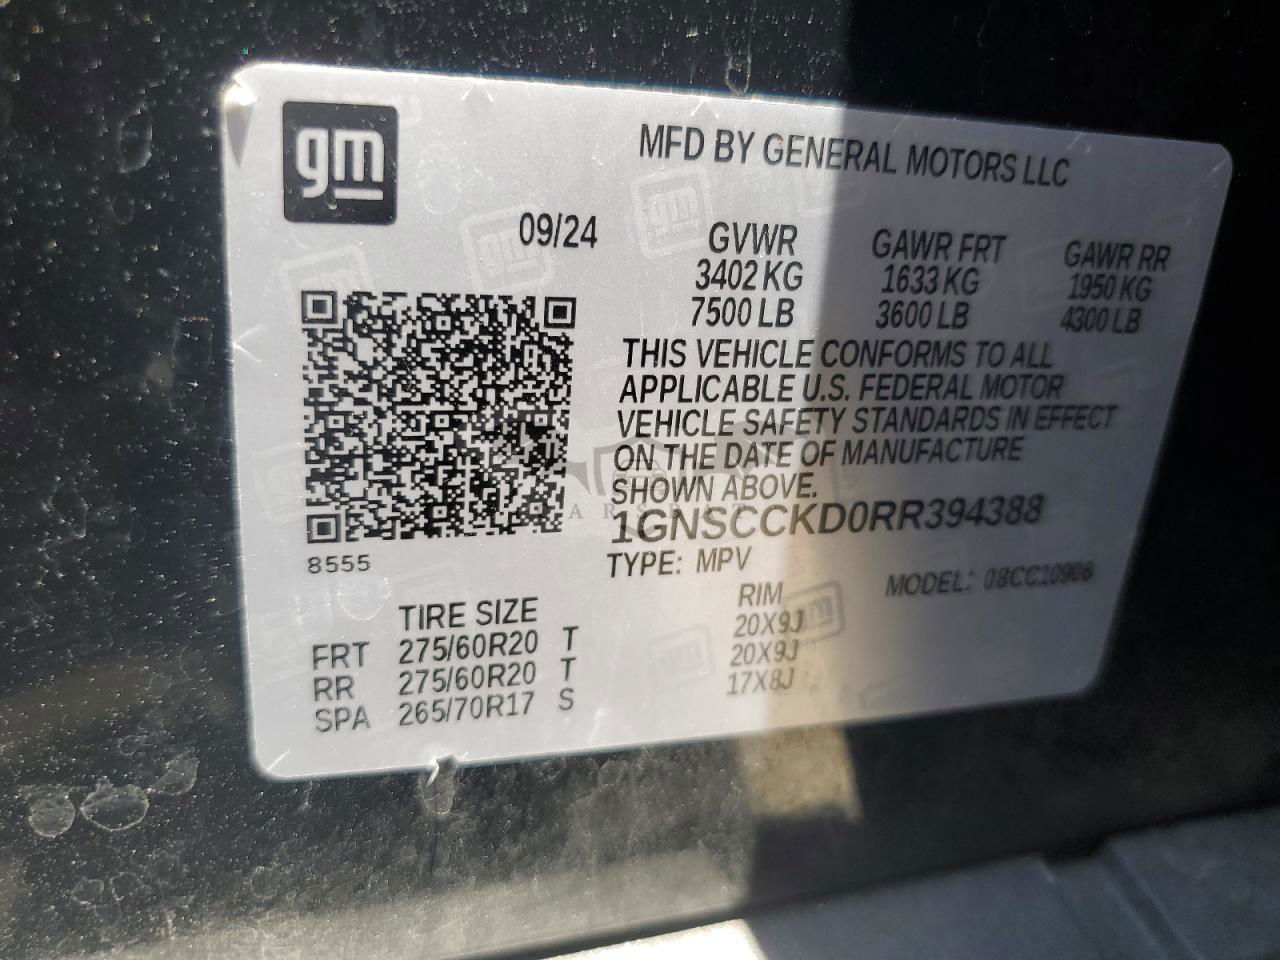 gm
MFD BY GENERAL MOTORS LLC
09/24
GVWR GAWR FRT GAWR RR
3402 KG 1633 KG 1950 KG
7500 LB 3600 LB 4300 LB
THIS VEHICLE CONFORMS TO ALL
APPLICABLE U.S. FEDERAL MOTOR
VEHICLE SAFETY STANDARDS IN EFFECT
ON THE DATE OF MANUFACTURE
SHOWN ABOVE.
1GNSCCKD0RR394388
8555
TYPE: MPV
MODEL: 08CC10906
TIRE SIZE RIM
FRT 275/60R20 T 20X9J
RR 275/60R20 T 20X9J
SPA 265/70R17 S 17X8J